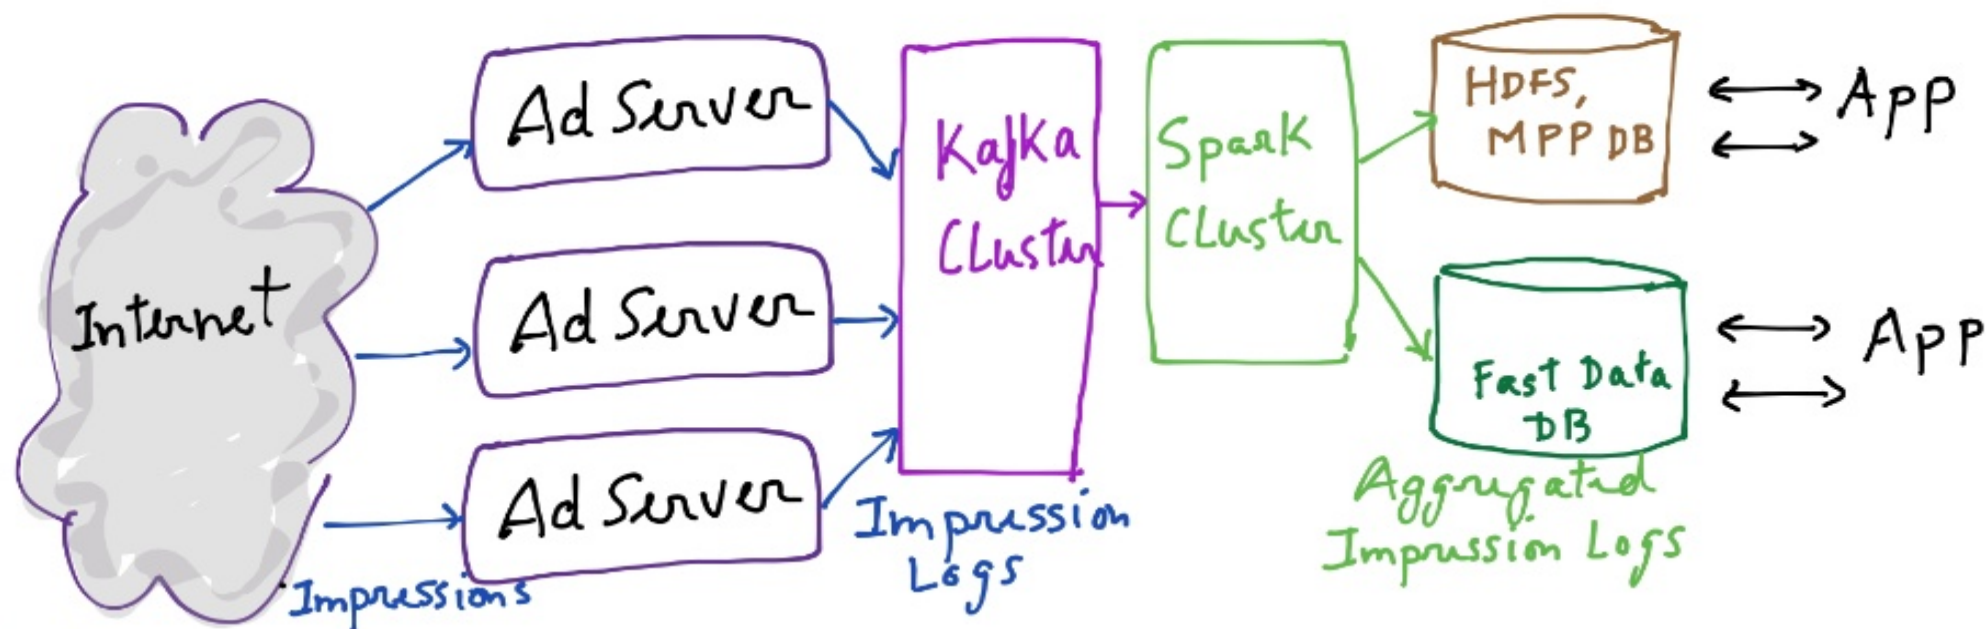 Internet
Impressions
Ad Server
Ad Server
Ad Server
Impression
Logs
Kafka
Cluster
Spark
Cluster
HDFS,
MPP DB
App
Fast Data
DB
App
Aggregated
Impression Logs